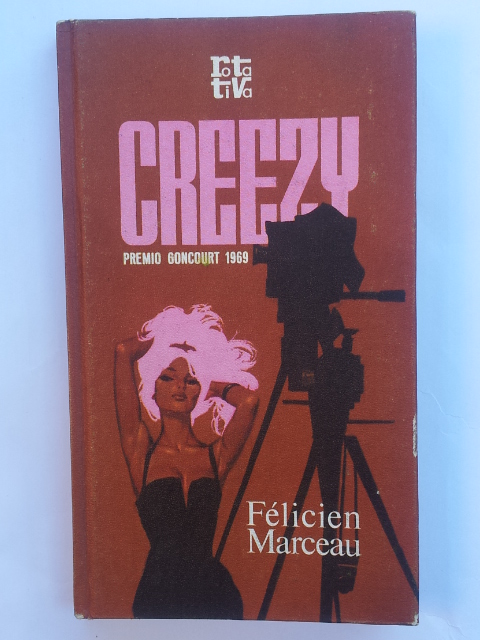 rota
tiva
CREEZY
PREMIO GONCOURT 1969
Félicien
Marceau